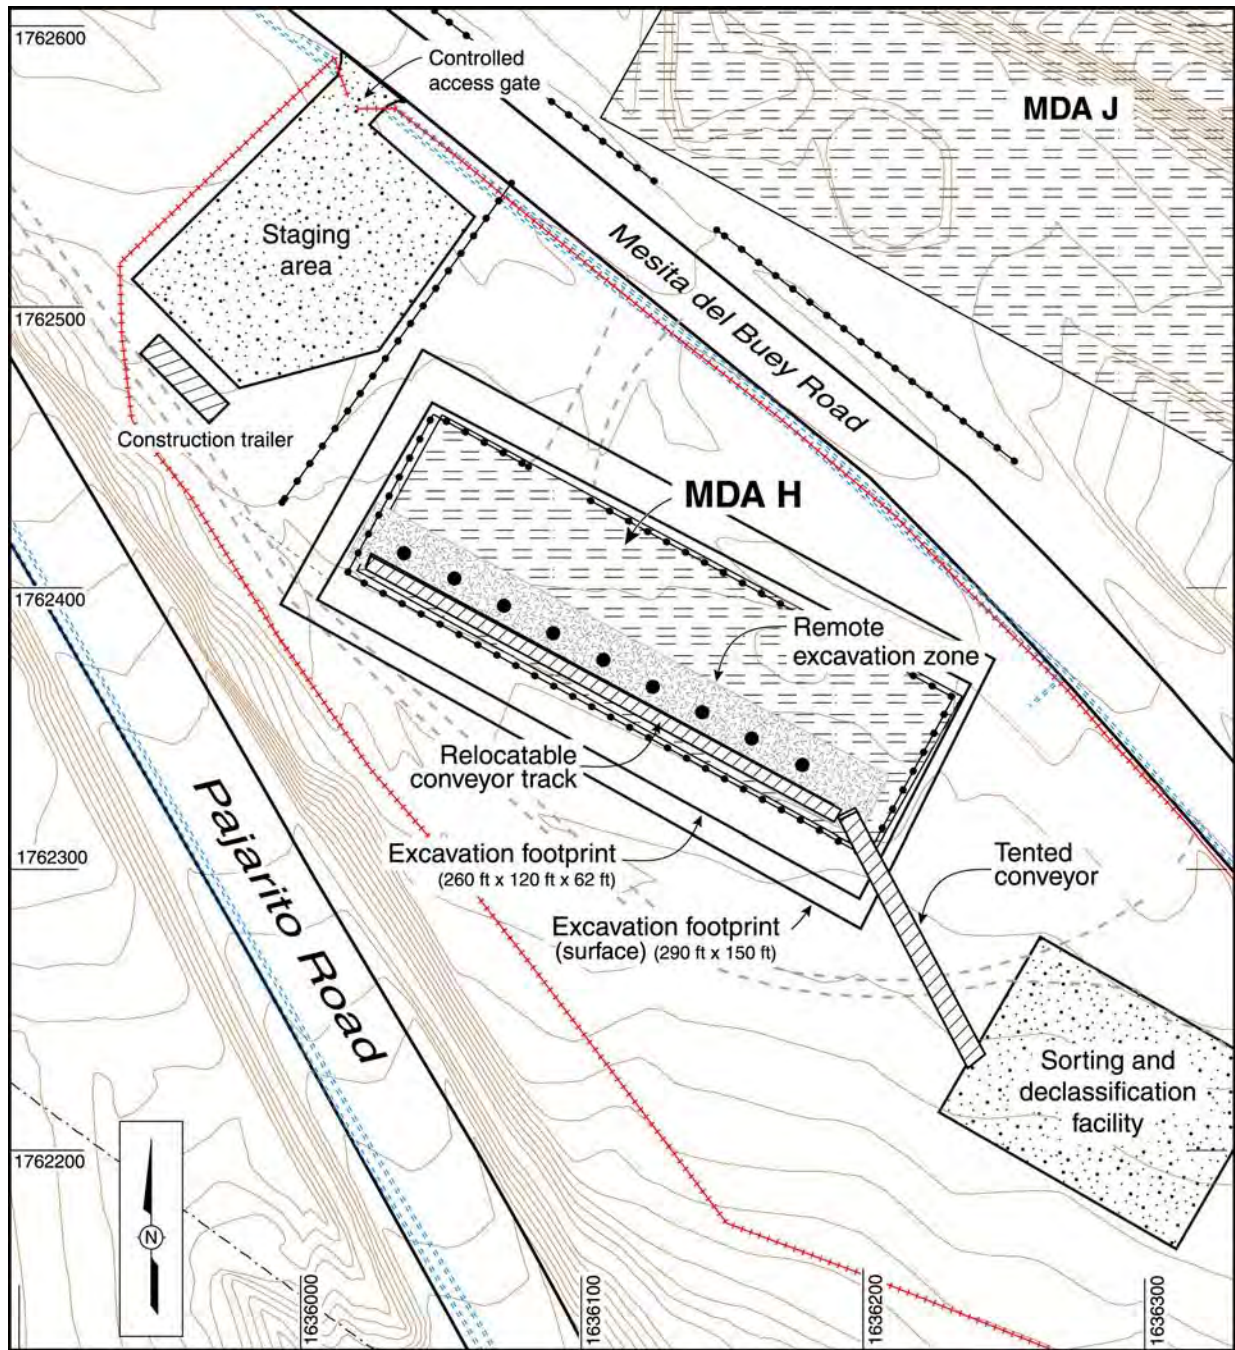 1762600
Controlled
access gate
MDA J
Staging
area
Mesita del Buey Road
1762500
Construction trailer
MDA H
1762400
Remote
excavation zone
Relocatable
conveyor track
Pajarito Road
1762300
Excavation footprint
(260 ft x 120 ft x 62 ft)
Tented
conveyor
Excavation footprint
(surface) (290 ft x 150 ft)
Sorting and
declassification
facility
1762200
N
1636000
1636100
1636200
1636300